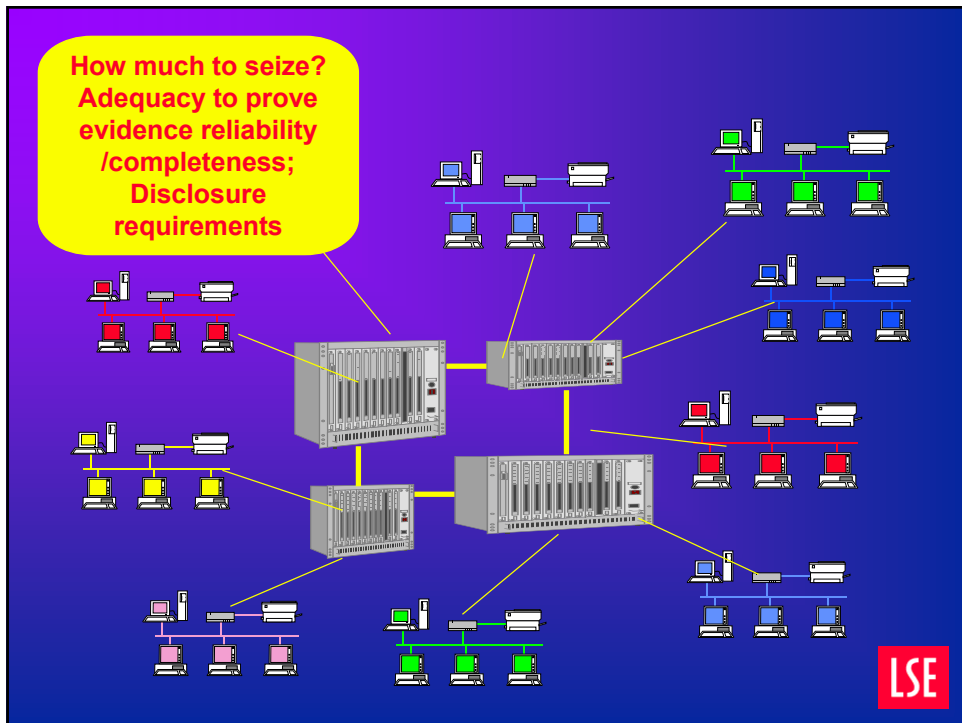 How much to seize?
Adequacy to prove
evidence reliability
/completeness;
Disclosure
requirements
LSE